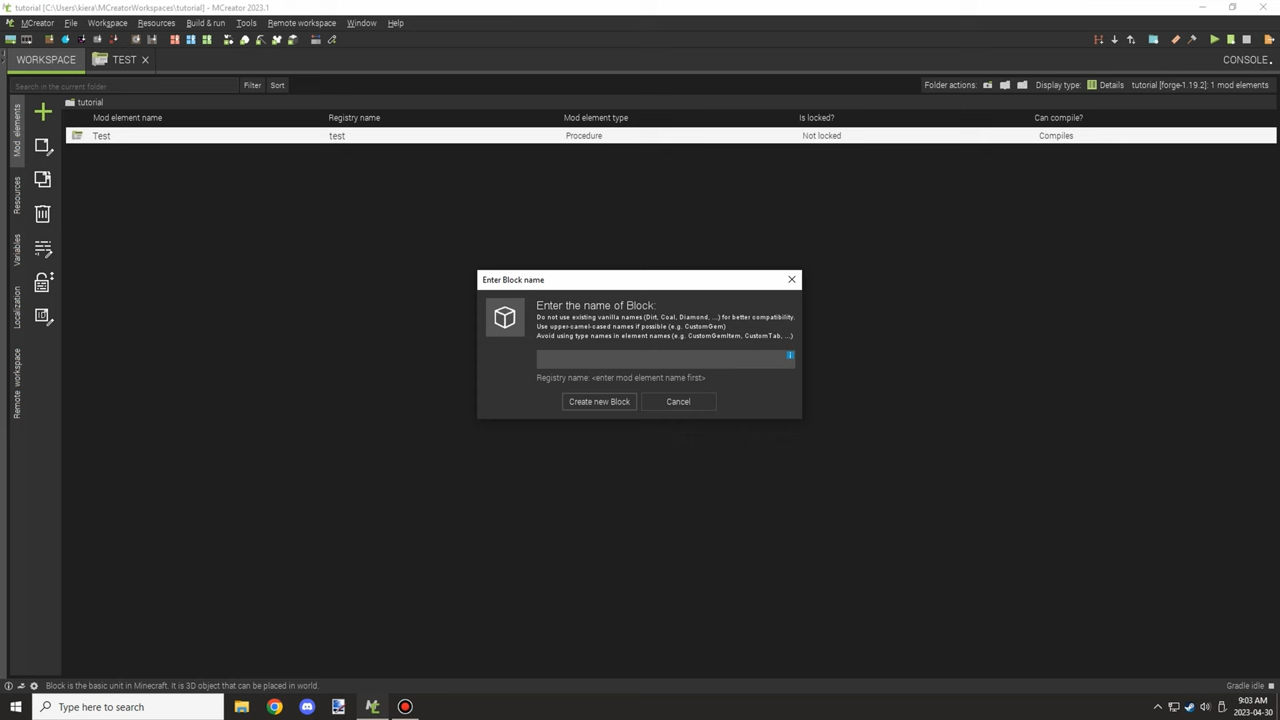 tutorial [C:\Users\kiera\MCreatorWorkspaces\tutorial] - MCreator 2023.1
MCreator File Workspace Resources Build & run Tools Remote workspace Window Help
WORKSPACE TEST CONSOLE
Search in the current folder Filter Sort Folder actions: Display type: Details tutorial [forge-1.19.2]: 1 mod elements
tutorial
Mod element name Registry name Mod element type Is locked? Can compile?
Test test Procedure Not locked Compiles
Mod elements
Resources
Variables
Localization
Remote workspace
Enter Block name
Enter the name of Block:
Do not use existing vanilla names (Dirt, Coal, Diamond, ...) for better compatibility.
Use upper-camel-cased names if possible (e.g. CustomGem)
Avoid using type names in element names (e.g. CustomGemItem, CustomTab, ...)
Registry name: <enter mod element name first>
Create new Block Cancel
Block is the basic unit in Minecraft. It is 3D object that can be placed in world. Gradle idle
Type here to search
9:03 AM
2023-04-30